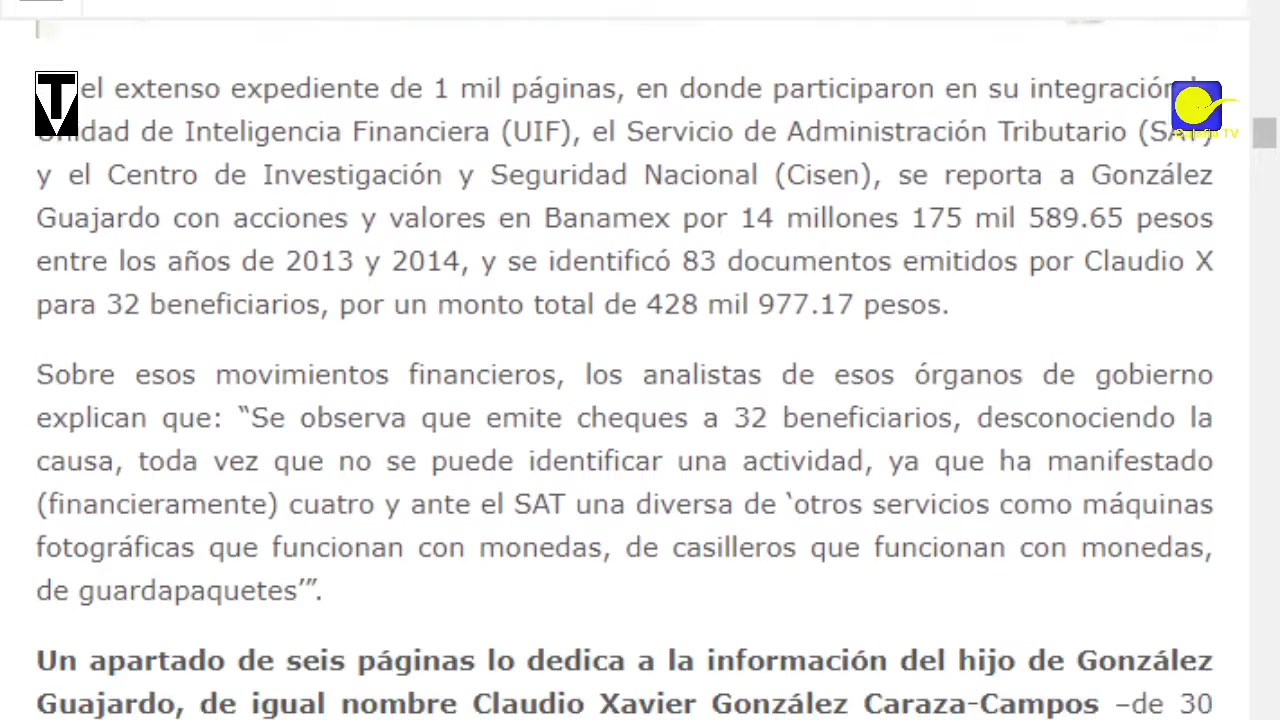 el extenso expediente de 1 mil páginas, en donde participaron en su integración
Unidad de Inteligencia Financiera (UIF), el Servicio de Administración Tributario (SAT)
y el Centro de Investigación y Seguridad Nacional (Cisen), se reporta a González
Guajardo con acciones y valores en Banamex por 14 millones 175 mil 589.65 pesos
entre los años de 2013 y 2014, y se identificó 83 documentos emitidos por Claudio X
para 32 beneficiarios, por un monto total de 428 mil 977.17 pesos.
Sobre esos movimientos financieros, los analistas de esos órganos de gobierno
explican que: “Se observa que emite cheques a 32 beneficiarios, desconociendo la
causa, toda vez que no se puede identificar una actividad, ya que ha manifestado
(financieramente) cuatro y ante el SAT una diversa de ‘otros servicios como máquinas
fotográficas que funcionan con monedas, de casilleros que funcionan con monedas,
de guardapaquetes’”.
Un apartado de seis páginas lo dedica a la información del hijo de González
Guajardo, de igual nombre Claudio Xavier González Caraza-Campos –de 30
T
TV